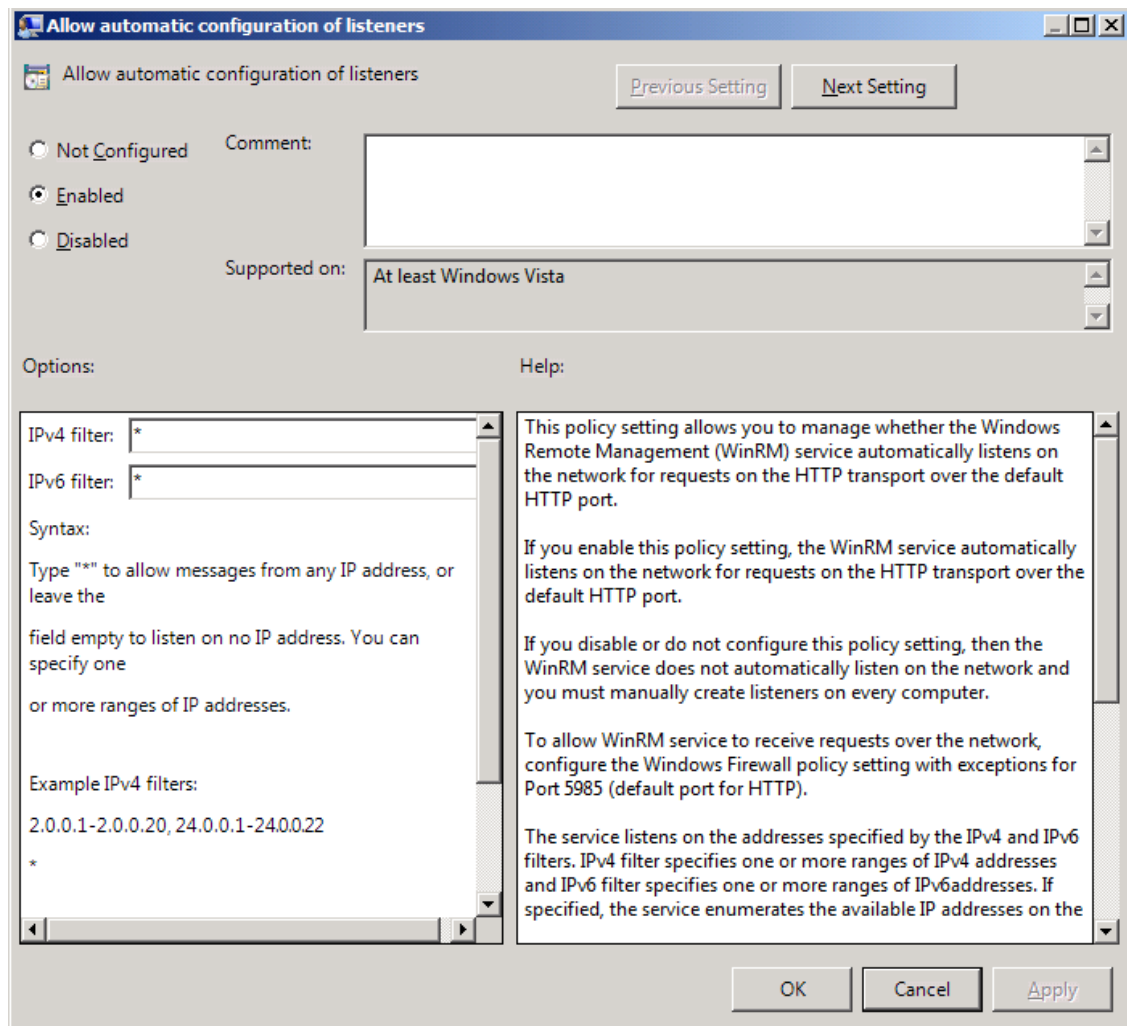 Allow automatic configuration of listeners
Allow automatic configuration of listeners
Previous Setting
Next Setting
Not Configured
Enabled
Disabled
Comment:
Supported on:
At least Windows Vista
Options:
Help:
IPv4 filter:
*
IPv6 filter:
*
Syntax:
Type "*" to allow messages from any IP address, or
leave the
field empty to listen on no IP address. You can
specify one
or more ranges of IP addresses.
Example IPv4 filters:
2.0.0.1-2.0.0.20, 24.0.0.1-24.0.0.22
*
This policy setting allows you to manage whether the Windows
Remote Management (WinRM) service automatically listens on
the network for requests on the HTTP transport over the default
HTTP port.
If you enable this policy setting, the WinRM service automatically
listens on the network for requests on the HTTP transport over the
default HTTP port.
If you disable or do not configure this policy setting, then the
WinRM service does not automatically listen on the network and
you must manually create listeners on every computer.
To allow WinRM service to receive requests over the network,
configure the Windows Firewall policy setting with exceptions for
Port 5985 (default port for HTTP).
The service listens on the addresses specified by the IPv4 and IPv6
filters. IPv4 filter specifies one or more ranges of IPv4 addresses
and IPv6 filter specifies one or more ranges of IPv6addresses. If
specified, the service enumerates the available IP addresses on the
OK
Cancel
Apply